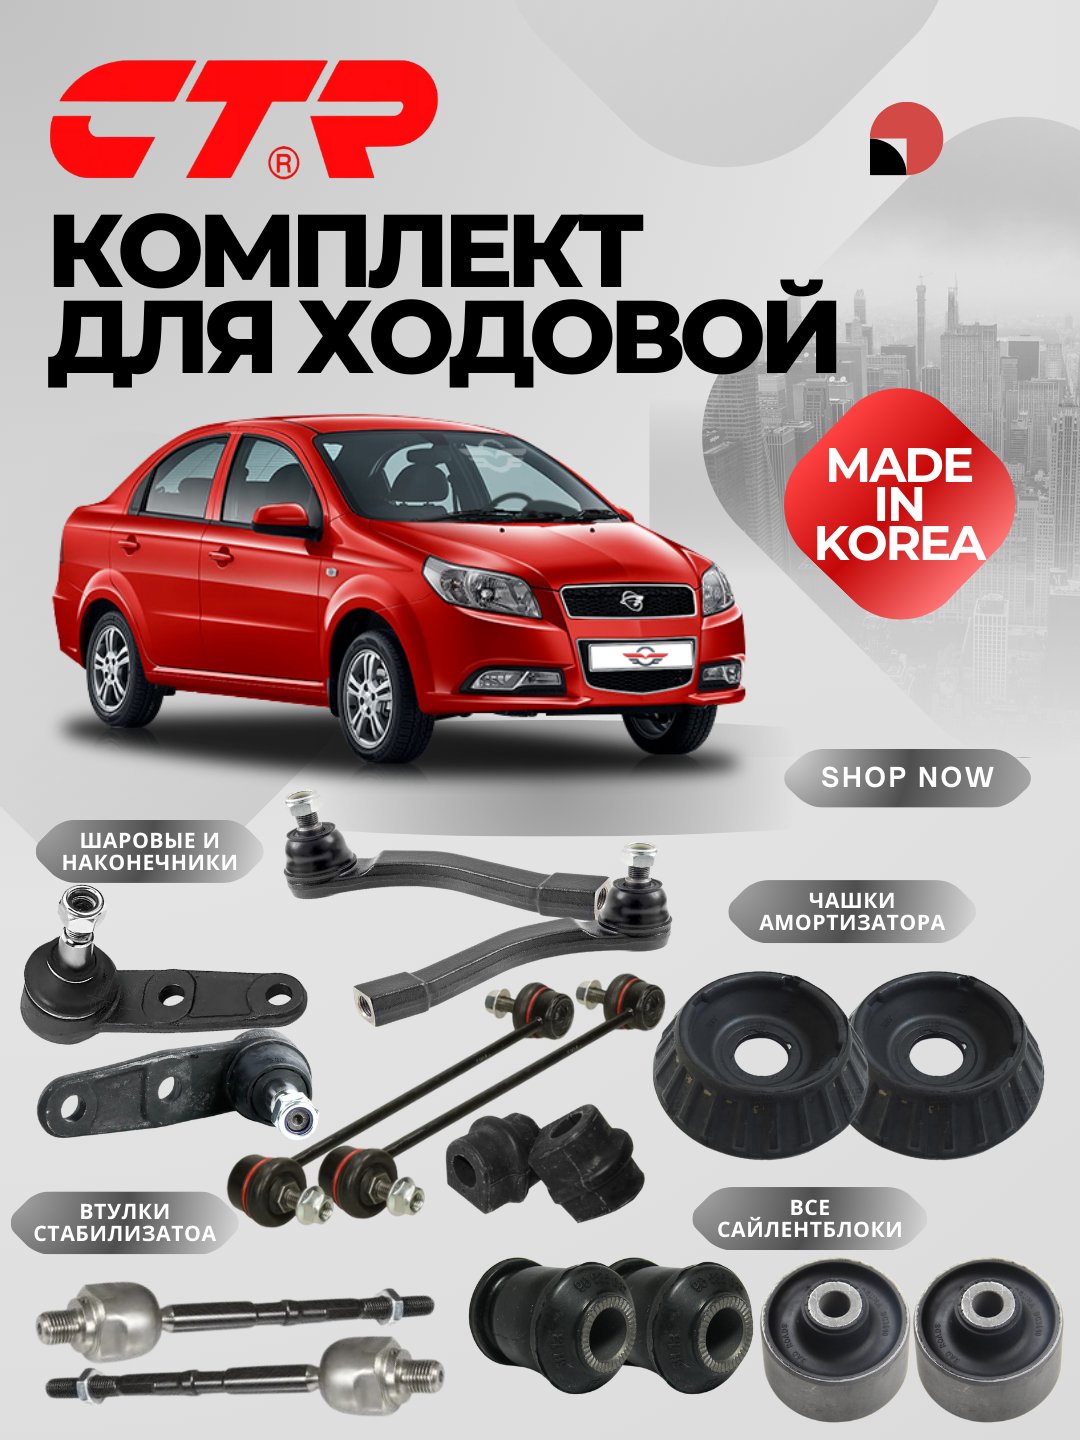 CTR®
КОМПЛЕКТ
ДЛЯ ХОДОВОЙ
MADE
IN
KOREA
SHOP NOW
ШАРОВЫЕ И
НАКОНЕЧНИКИ
ЧАШКИ
АМОРТИЗАТОРА
ВТУЛКИ
СТАБИЛИЗАТОА
ВСЕ
САЙЛЕНТБЛОКИ